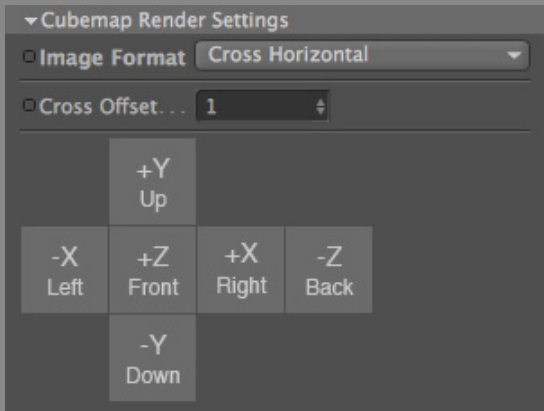 Cubemap Render Settings
Image Format Cross Horizontal
Cross Offset... 1
+Y
Up
-X +Z +X -Z
Left Front Right Back
-Y
Down